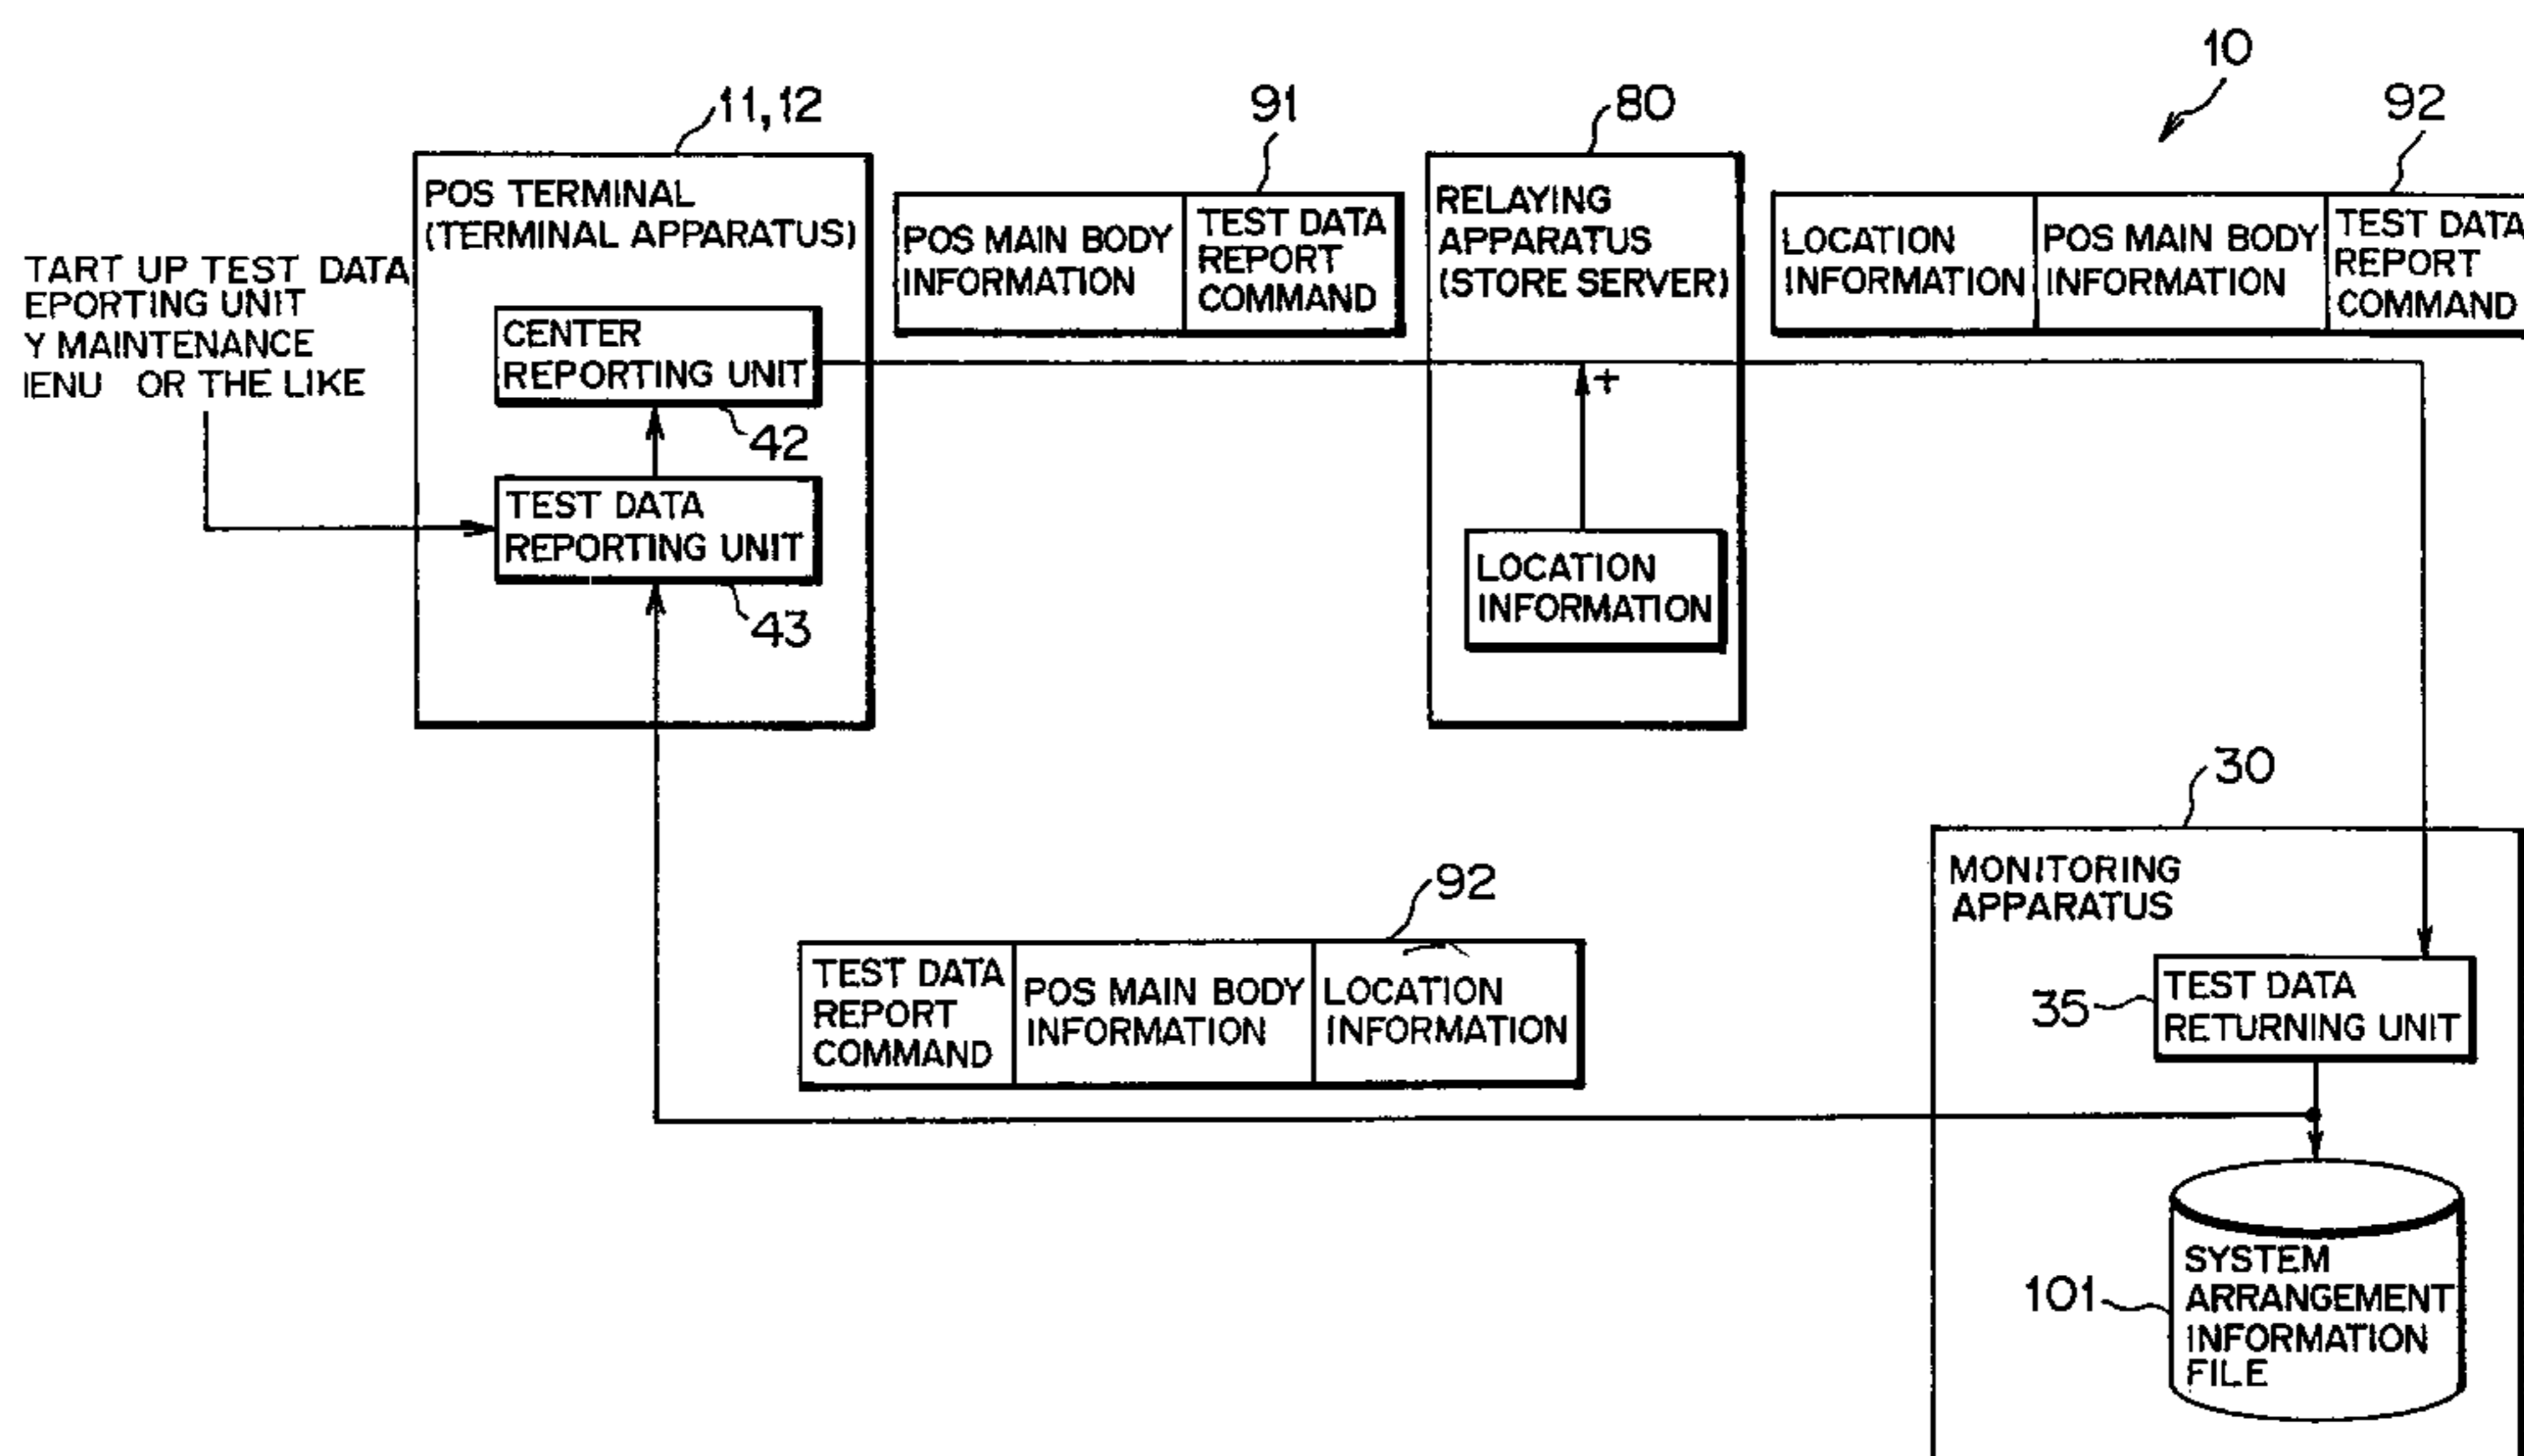 10
11,12
91
80
92
POS TERMINAL
(TERMINAL APPARATUS)
TART UP TEST DATA
EPORTING UNIT
Y MAINTENANCE
IENU OR THE LIKE
CENTER
REPORTING UNIT
42
TEST DATA
REPORTING UNIT
43
POS MAIN BODY
INFORMATION
TEST DATA
REPORT
COMMAND
RELAYING
APPARATUS
(STORE SERVER)
+
LOCATION
INFORMATION
LOCATION
INFORMATION
POS MAIN BODY
INFORMATION
TEST DATA
REPORT
COMMAND
30
MONITORING
APPARATUS
92
TEST DATA
REPORT
COMMAND
POS MAIN BODY
INFORMATION
LOCATION
INFORMATION
35
TEST DATA
RETURNING UNIT
101
SYSTEM
ARRANGEMENT
INFORMATION
FILE